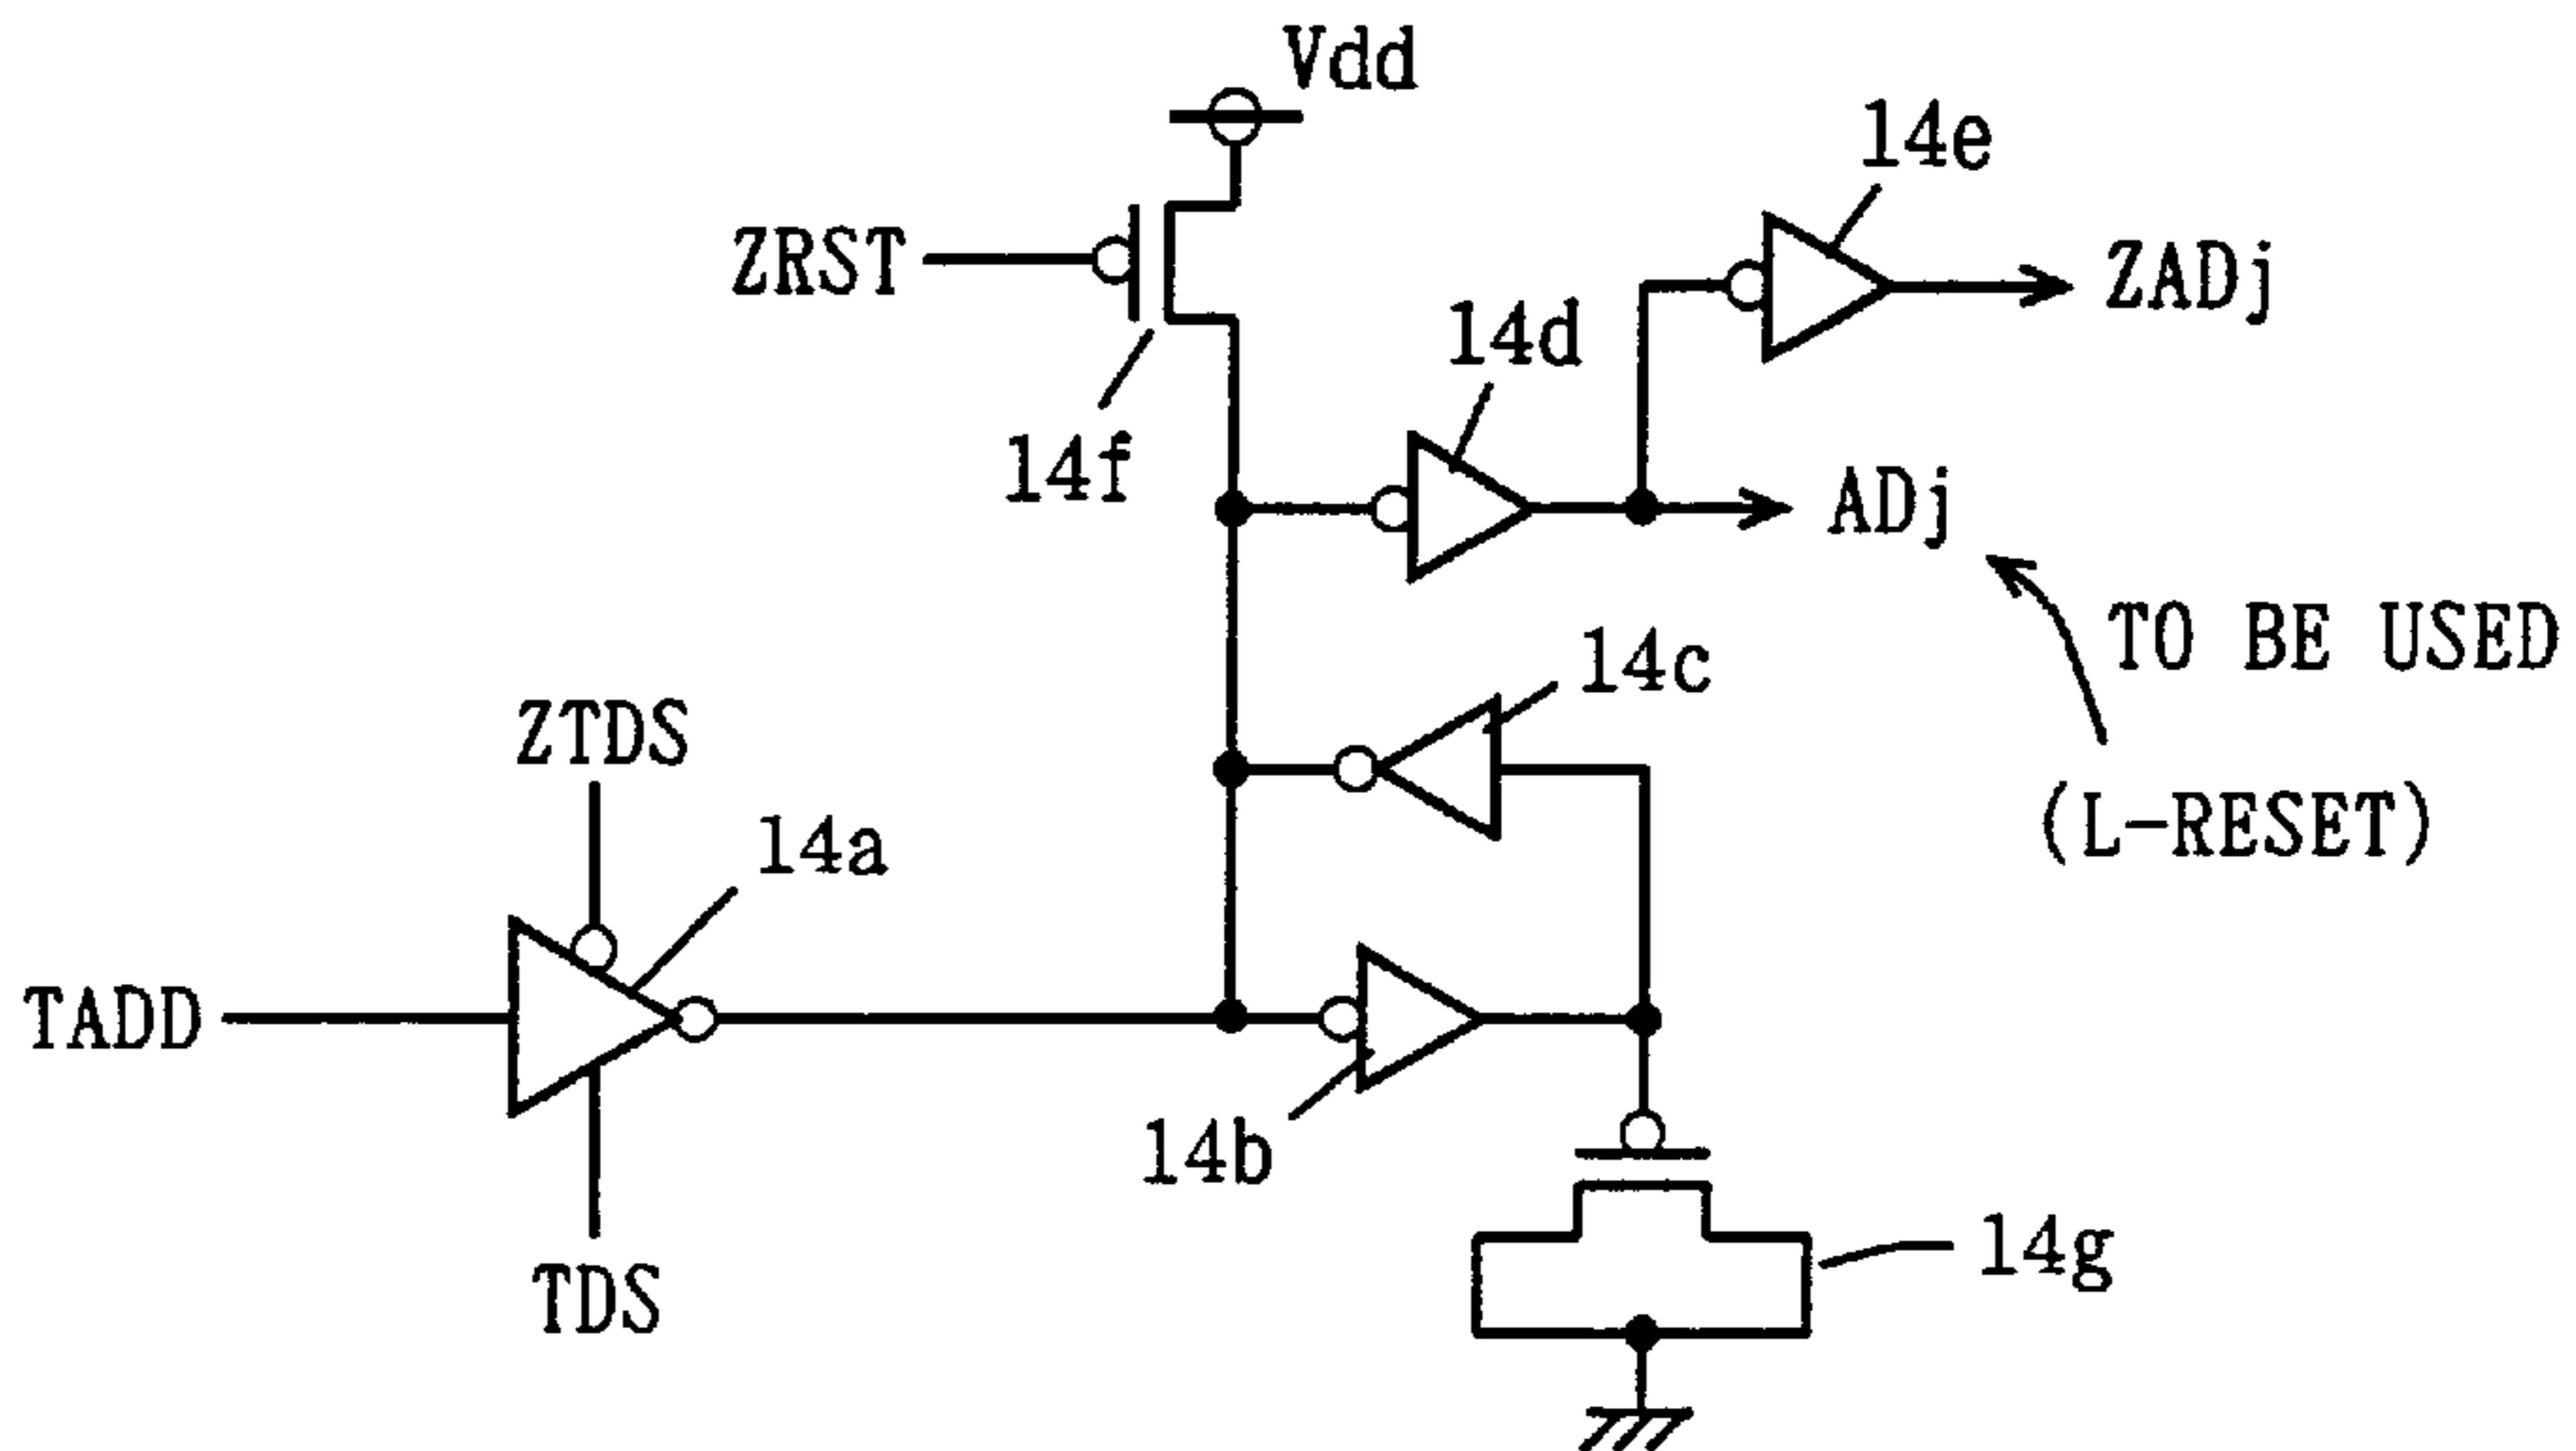 Vdd
14e
ZRST
ZADj
14d
14f
ADj
TO BE USED
(L-RESET)
14c
ZTDS
14a
TADD
14b
TDS
14g